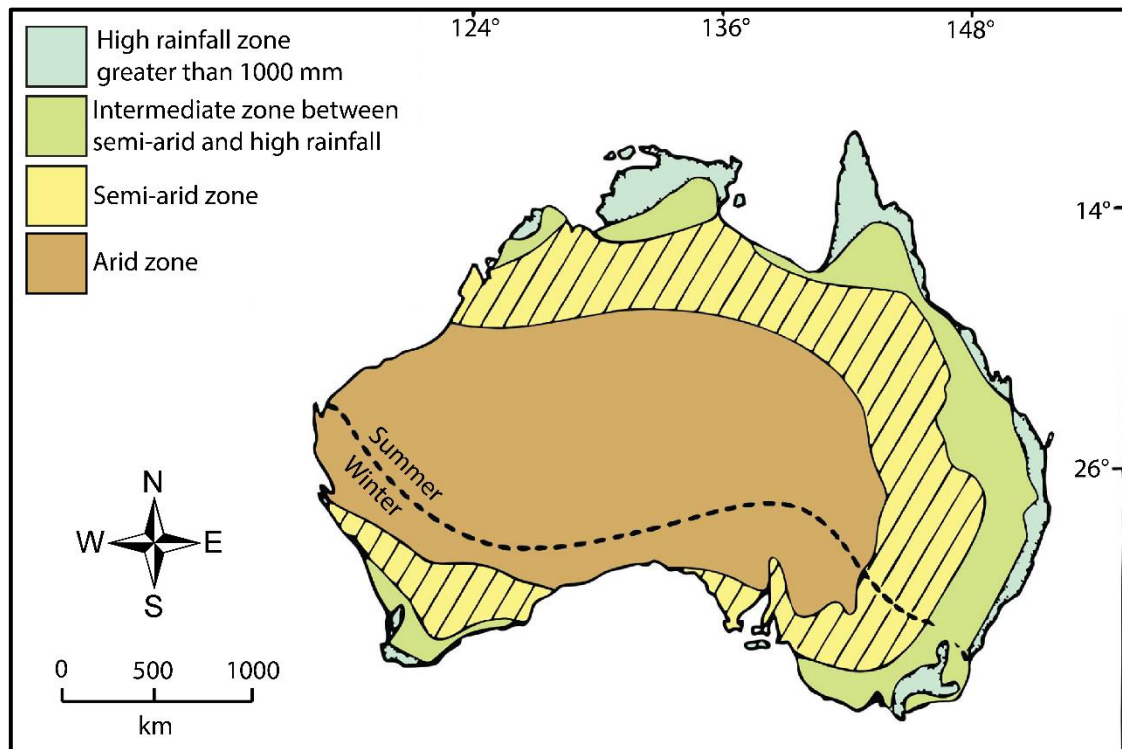 124° 136° 148°
High rainfall zone
greater than 1000 mm
Intermediate zone between
semi-arid and high rainfall
Semi-arid zone
Arid zone
14°
26°
Summer
Winter
N
W E
S
0 500 1000
km